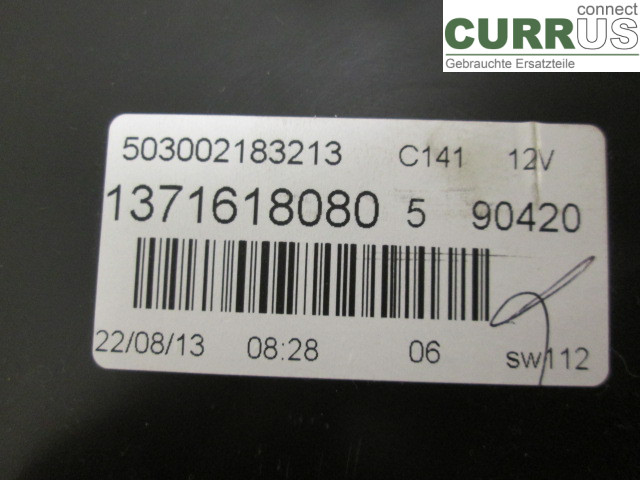 connect
CURRUS
Gebrauchte Ersatzteile
503002183213 C141 12V
1371618080 5 90420
22/08/13 08:28 06 sw112